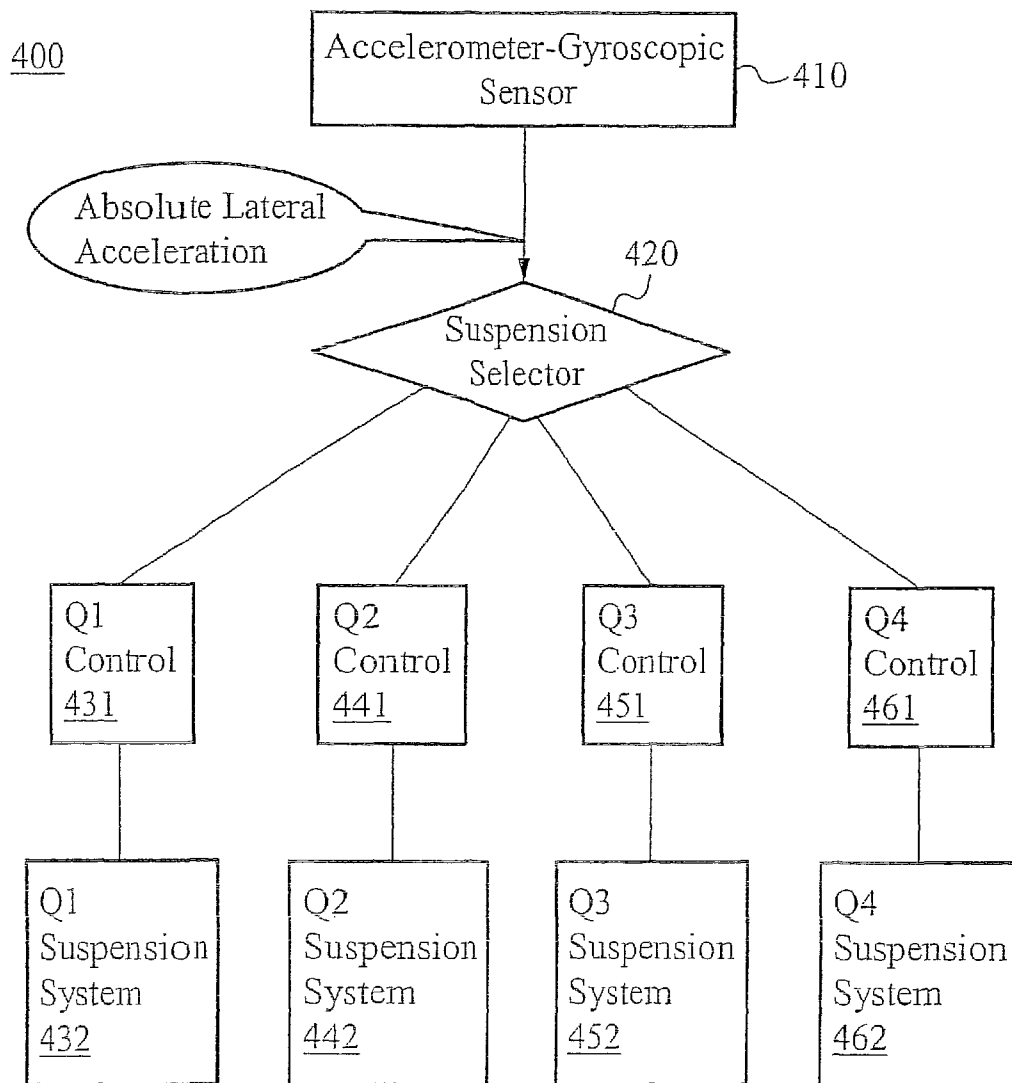 400
Accelerometer-Gyroscopic
Sensor
410
Absolute Lateral
Acceleration
420
Suspension
Selector
Q1
Control
431
Q2
Control
441
Q3
Control
451
Q4
Control
461
Q1
Suspension
System
432
Q2
Suspension
System
442
Q3
Suspension
System
452
Q4
Suspension
System
462